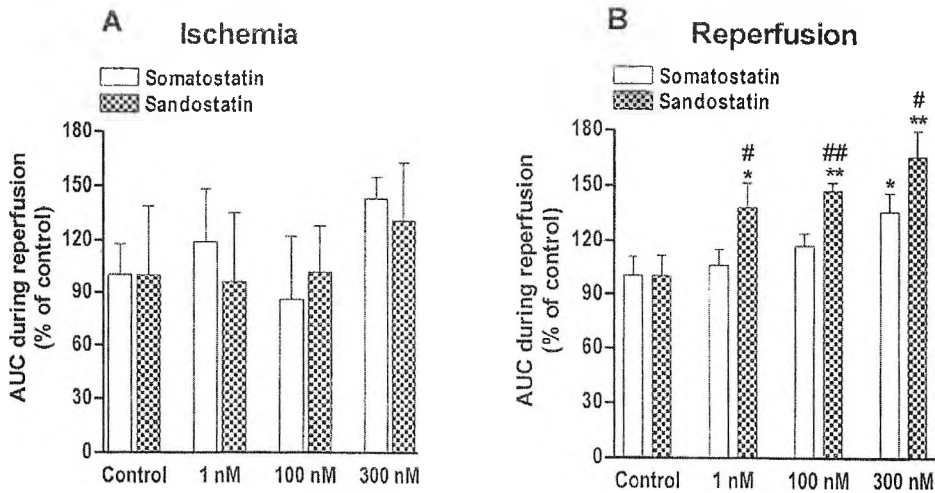 A
Ischemia
Somatostatin
Sandostatin
AUC during reperfusion
(% of control)
180
150
120
90
60
30
0
Control
1 nM
100 nM
300 nM
B
Reperfusion
Somatostatin
Sandostatin
AUC during reperfusion
(% of control)
180
150
120
90
60
30
0
#
*
##
**
*
#
**
Control
1 nM
100 nM
300 nM